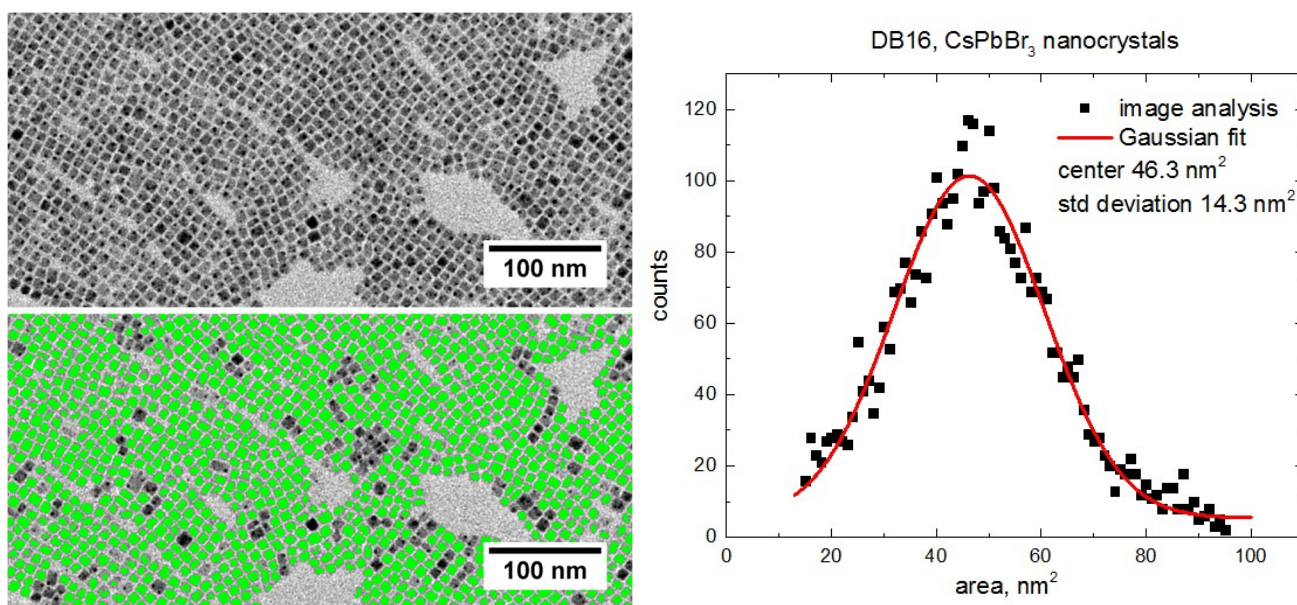 100 nm
100 nm
DB16, CsPbBr₃ nanocrystals
image analysis
Gaussian fit
center 46.3 nm²
std deviation 14.3 nm²
counts
120
100
80
60
40
20
0
0 20 40 60 80 100
area, nm²